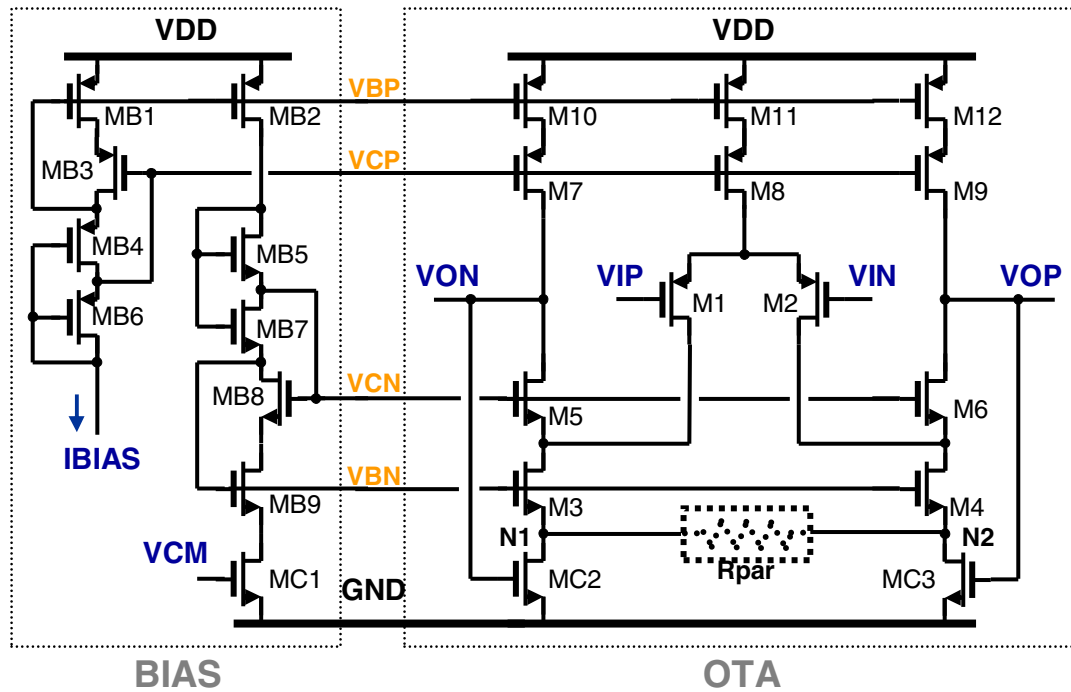 VDD
VDD
MB1
MB2
VBP
M10
M11
M12
MB3
VCP
M7
M8
M9
MB4
MB5
VON
VIP
VIN
VOP
MB6
MB7
M1
M2
MB8
VCN
M5
M6
IBIAS
VBN
MB9
M3
M4
N1
N2
VCM
MC1
GND
MC2
Rpar
MC3
BIAS
OTA